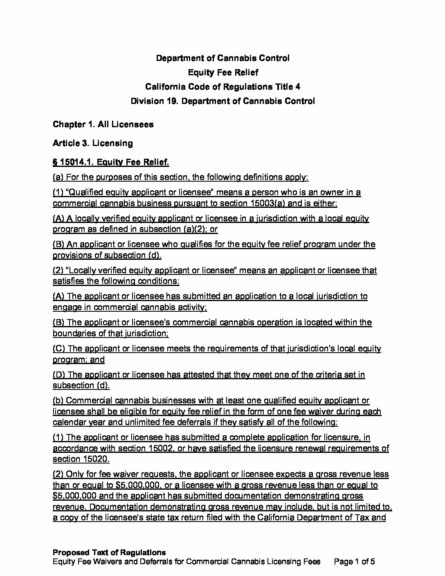 Department of Cannabis Control
Equity Fee Relief
California Code of Regulations Title 4
Division 19. Department of Cannabis Control
Chapter 1. All Licensees
Article 3. Licensing
§ 15014.1. Equity Fee Relief.
(a) For the purposes of this section, the following definitions apply:
(1) "Qualified equity applicant or licensee" means a person who is an owner in a
commercial cannabis business pursuant to section 15003(a) and is either:
(A) A locally verified equity applicant or licensee in a jurisdiction with a local equity
program as defined in subsection (a)(2); or
(B) An applicant or licensee who qualifies for the equity fee relief program under the
provisions of subsection (d).
(2) "Locally verified equity applicant or licensee" means an applicant or licensee that
satisfies the following conditions:
(A) The applicant or licensee has submitted an application to a local jurisdiction to
engage in commercial cannabis activity;
(B) The applicant or licensee's commercial cannabis operation is located within the
boundaries of that jurisdiction;
(C) The applicant or licensee meets the requirements of that jurisdiction's local equity
program; and
(D) The applicant or licensee has attested that they meet one of the criteria set in
subsection (d).
(b) Commercial cannabis businesses with at least one qualified equity applicant or
licensee shall be eligible for equity fee relief in the form of one fee waiver during each
calendar year and unlimited fee deferrals if they satisfy all of the following:
(1) The applicant or licensee has submitted a complete application for licensure, in
accordance with section 15002, or have satisfied the licensure renewal requirements of
section 15020.
(2) Only for fee waiver requests, the applicant or licensee expects a gross revenue less
than or equal to $5,000,000, or a licensee with a gross revenue less than or equal to
$5,000,000 and the applicant has submitted documentation demonstrating gross
revenue. Documentation demonstrating gross revenue may include, but is not limited to,
a copy of the licensee's state tax return filed with the California Department of Tax and
Proposed Text of Regulations
Equity Fee Waivers and Deferrals for Commercial Cannabis Licensing Fees Page 1 of 5